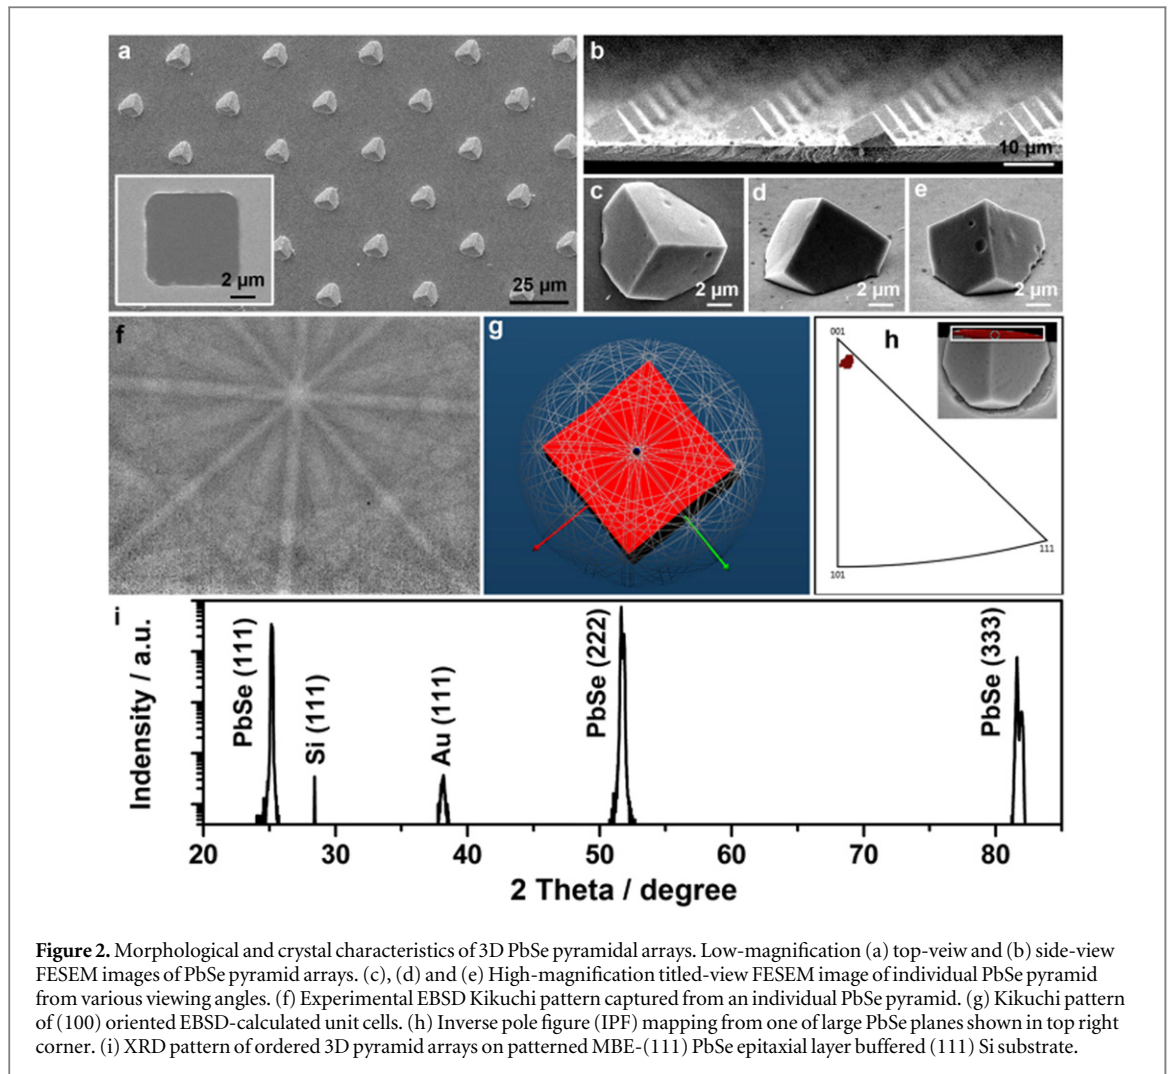 a
b
10 µm
c
d
e
2 µm
25 µm
2 µm
2 µm
2 µm
f
g
h
001
101
111
i
Indensity / a.u.
PbSe (111)
Si (111)
Au (111)
PbSe (222)
PbSe (333)
20 30 40 50 60 70 80
2 Theta / degree
Figure 2. Morphological and crystal characteristics of 3D PbSe pyramidal arrays. Low-magnification (a) top-veiw and (b) side-view
FESEM images of PbSe pyramid arrays. (c), (d) and (e) High-magnification titled-view FESEM image of individual PbSe pyramid
from various viewing angles. (f) Experimental EBSD Kikuchi pattern captured from an individual PbSe pyramid. (g) Kikuchi pattern
of (100) oriented EBSD-calculated unit cells. (h) Inverse pole figure (IPF) mapping from one of large PbSe planes shown in top right
corner. (i) XRD pattern of ordered 3D pyramid arrays on patterned MBE-(111) PbSe epitaxial layer buffered (111) Si substrate.